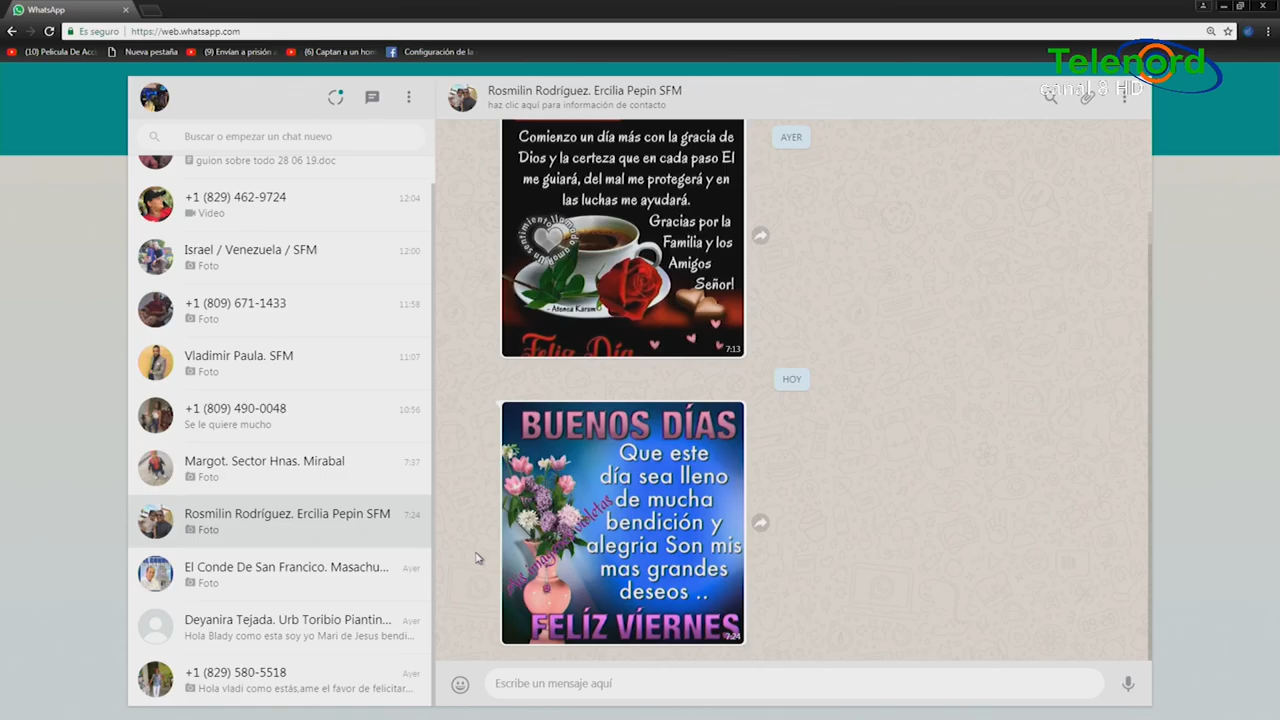 WhatsApp
Es seguro
https://web.whatsapp.com
(10) Pelicula De Acc
Nueva pestaña
(9) Envían a prisión
(6) Captan a un hom
Configuración de la
Telenord
canal 8 HD
Rosmilin Rodríguez. Ercilia Pepin SFM
haz clic aquí para información de contacto
Buscar o empezar un chat nuevo
guion sobre todo 28 06 19.doc
+1 (829) 462-9724
12:04
Video
Israel / Venezuela / SFM
12:00
Foto
+1 (809) 671-1433
11:58
Foto
Vladimir Paula. SFM
11:07
Foto
+1 (809) 490-0048
10:56
Se le quiere mucho
Margot. Sector Hnas. Mirabal
7:37
Foto
Rosmilin Rodríguez. Ercilia Pepin SFM
7:24
Foto
El Conde De San Francico. Masachu...
Ayer
Foto
Deyanira Tejada. Urb Toribio Piantin...
Ayer
Hola Blady como esta soy yo Mari de Jesus bendi...
+1 (829) 580-5518
Ayer
Hola vladi como estás,ame el favor de felicitar...
AYER
Comienzo un día más con la gracia de
Dios y la certeza que en cada paso El
me guiará, del mal me protegerá y en
las luchas me ayudará.
Gracias por la
Familia y los
Amigos
Señor!
- Atenea Karam
Feliz Día
7:13
HOY
BUENOS DÍAS
Que este
día sea lleno
de mucha
bendición y
alegria Son mis
mas grandes
deseos ..
FELÍZ VÍERNES
7:24
Escribe un mensaje aquí